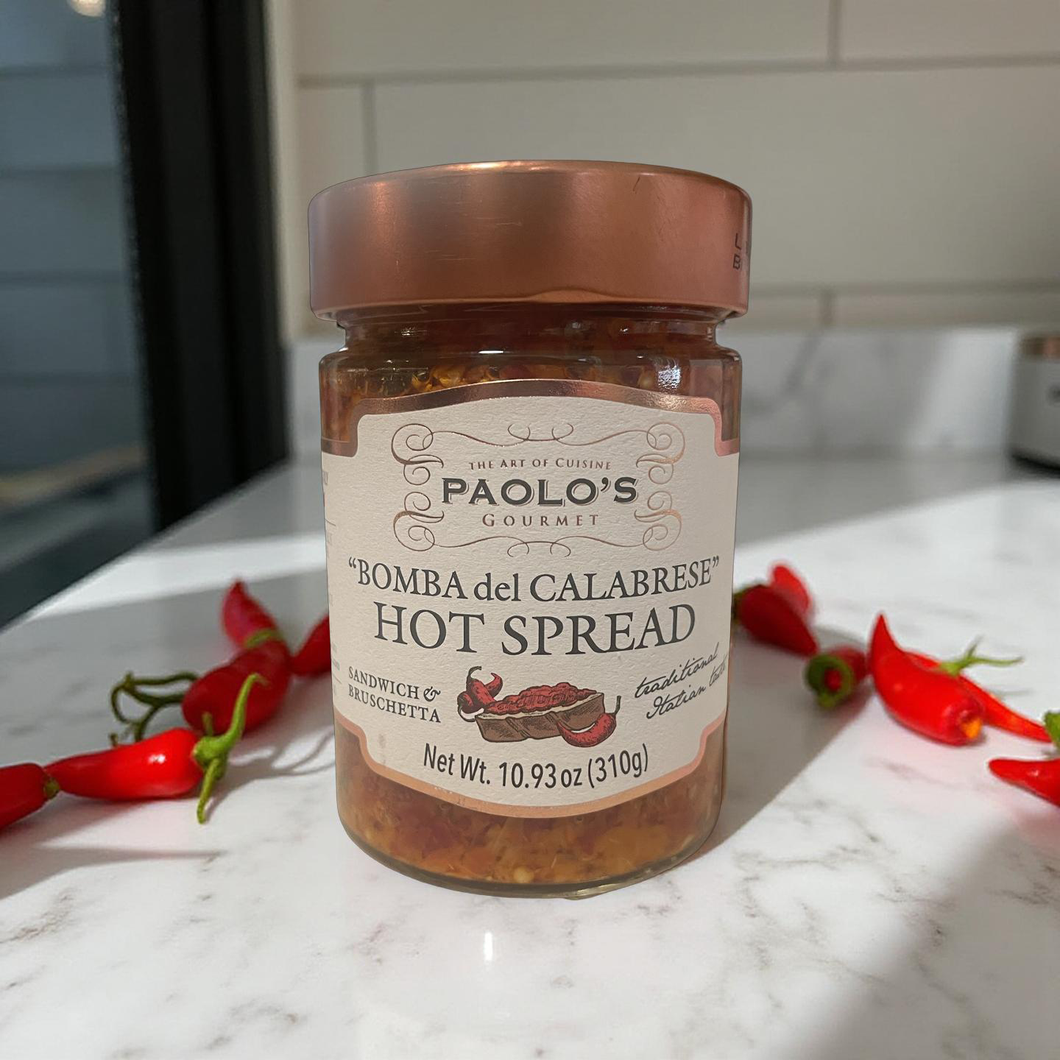 THE ART OF CUISINE
PAOLO'S
GOURMET
“BOMBA del CALABRESE”
HOT SPREAD
SANDWICH &
BRUSCHETTA
traditional
Italian
Net Wt. 10.93 oz (310g)